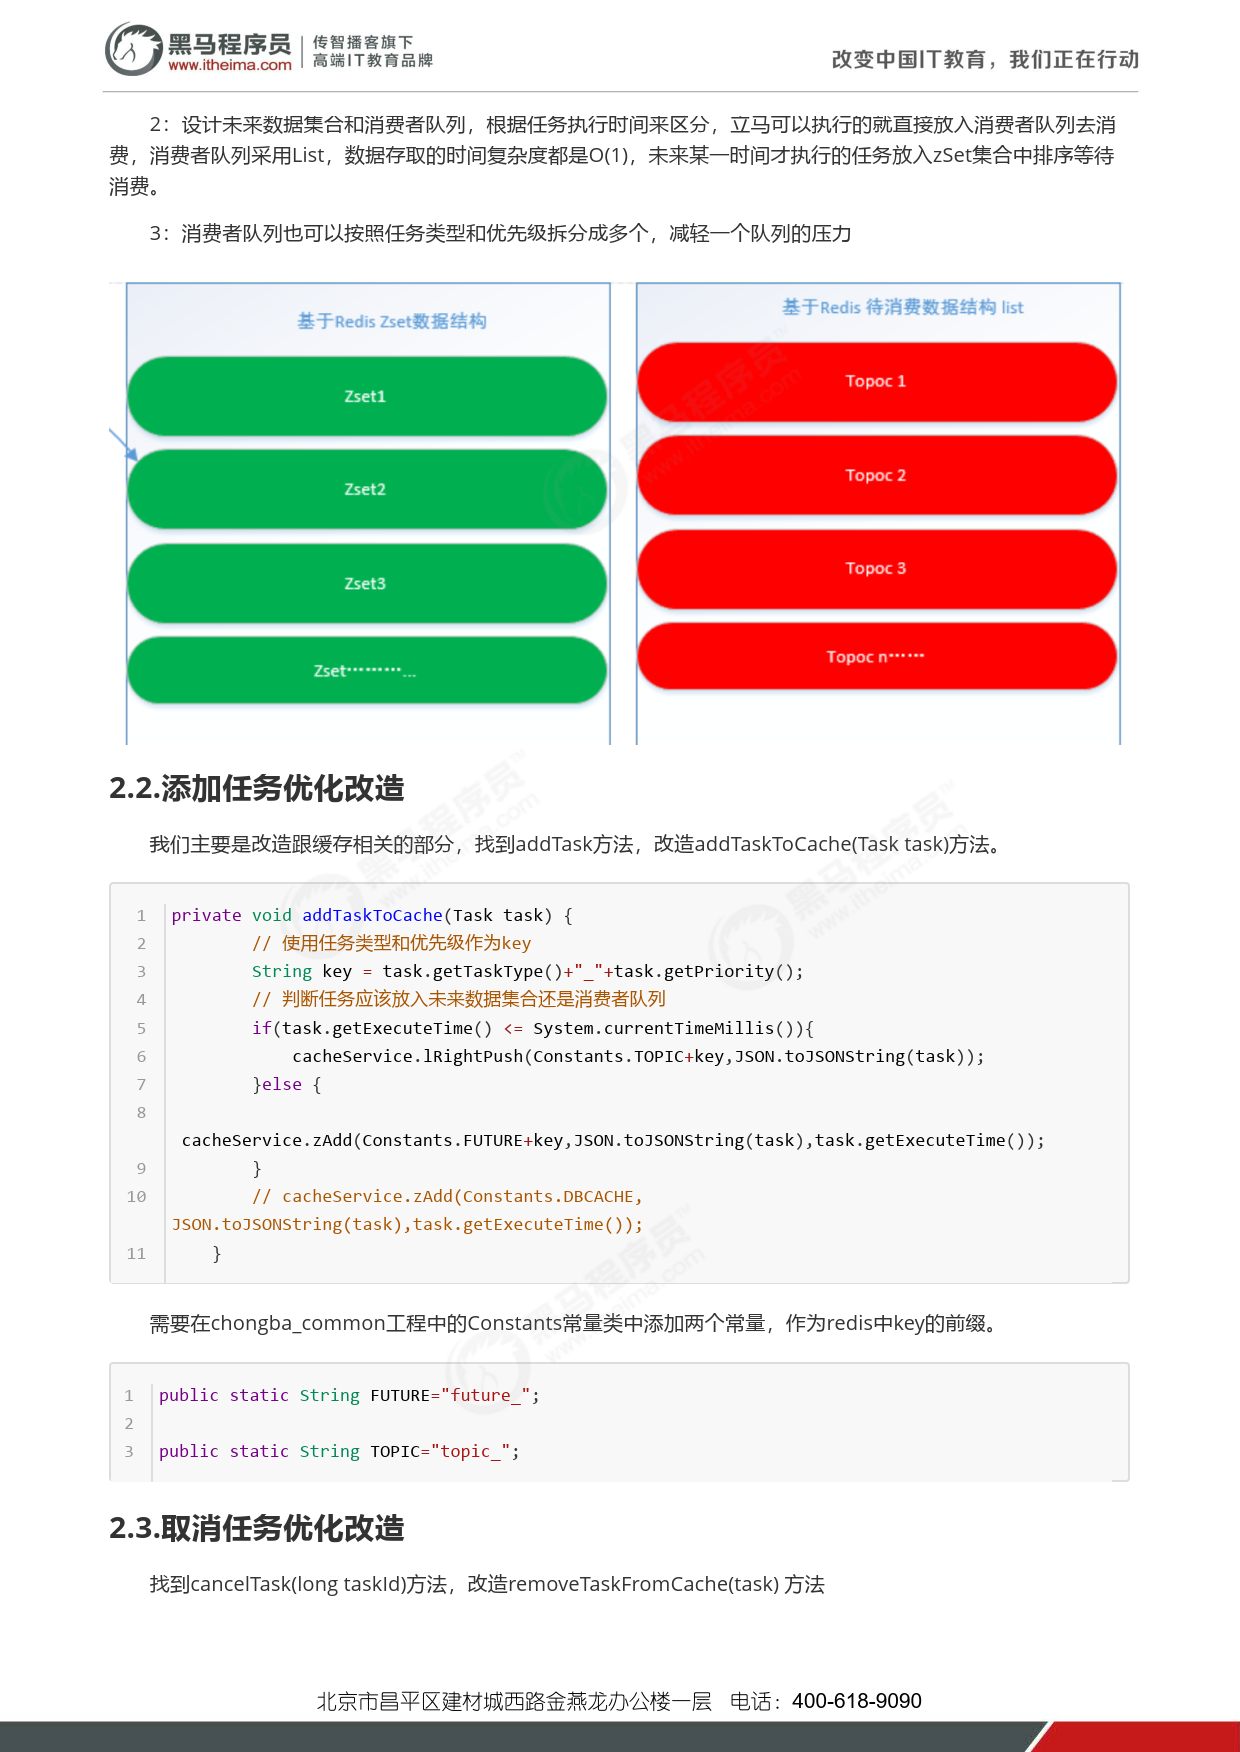 黑马程序员
www.itheima.com
传智播客旗下
高端IT教育品牌
改变中国IT教育，我们正在行动
2：设计未来数据集合和消费者队列，根据任务执行时间来区分，立马可以执行的就直接放入消费者队列去消
费，消费者队列采用List，数据存取的时间复杂度都是O(1)，未来某一时间才执行的任务放入zSet集合中排序等待
消费。
3：消费者队列也可以按照任务类型和优先级拆分成多个，减轻一个队列的压力
基于Redis Zset数据结构
Zset1
Zset2
Zset3
Zset………...
基于Redis 待消费数据结构 list
Topoc 1
Topoc 2
Topoc 3
Topoc n……
2.2.添加任务优化改造
我们主要是改造跟缓存相关的部分，找到addTask方法，改造addTaskToCache(Task task)方法。
1 private void addTaskToCache(Task task) {
2 // 使用任务类型和优先级作为key
3 String key = task.getTaskType()+"_"+task.getPriority();
4 // 判断任务应该放入未来数据集合还是消费者队列
5 if(task.getExecuteTime() <= System.currentTimeMillis()){
6 cacheService.lRightPush(Constants.TOPIC+key,JSON.toJSONString(task));
7 }else {
8
cacheService.zAdd(Constants.FUTURE+key,JSON.toJSONString(task),task.getExecuteTime());
9 }
10 // cacheService.zAdd(Constants.DBCACHE,
JSON.toJSONString(task),task.getExecuteTime());
11 }
需要在chongba_common工程中的Constants常量类中添加两个常量，作为redis中key的前缀。
1 public static String FUTURE="future_";
2
3 public static String TOPIC="topic_";
2.3.取消任务优化改造
找到cancelTask(long taskId)方法，改造removeTaskFromCache(task) 方法
北京市昌平区建材城西路金燕龙办公楼一层 电话：400-618-9090